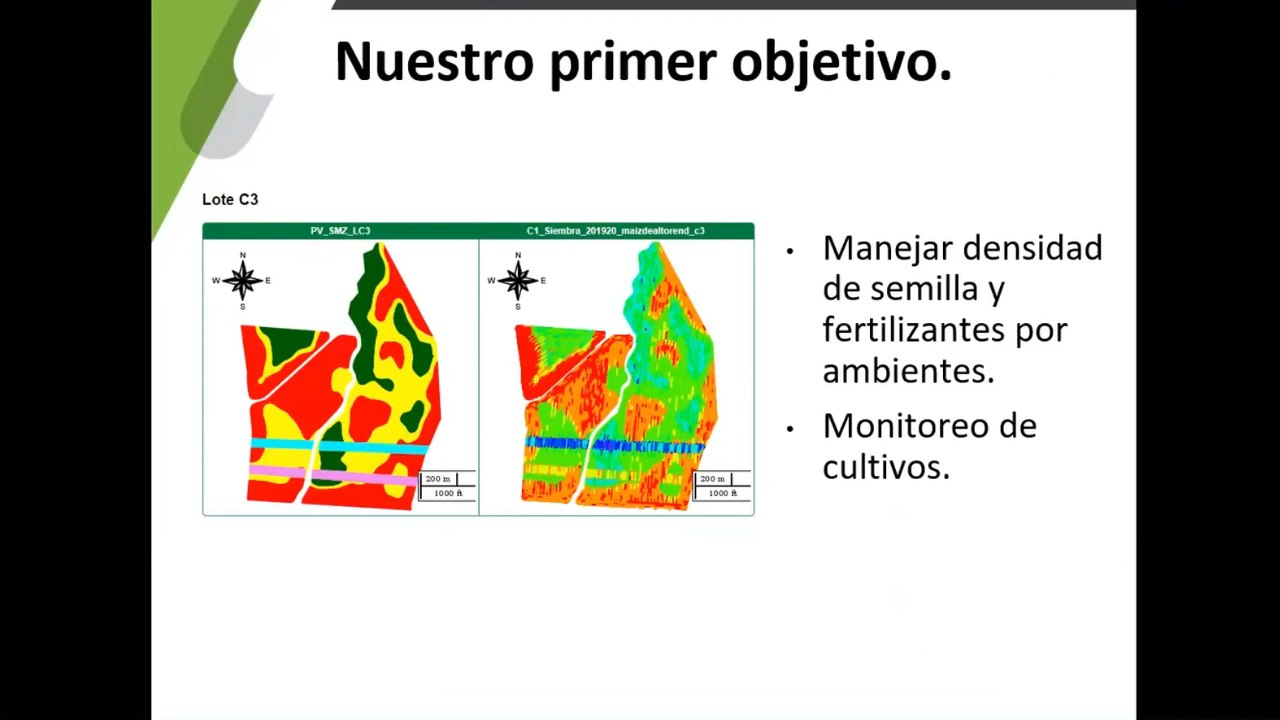 Nuestro primer objetivo.
Lote C3
PV_SMZ_LC3
C1_Siembra_201920_maizdealtorend_c3
N
W E
S
200 m
1000 ft
N
W E
S
200 m
1000 ft
• Manejar densidad
de semilla y
fertilizantes por
ambientes.
• Monitoreo de
cultivos.